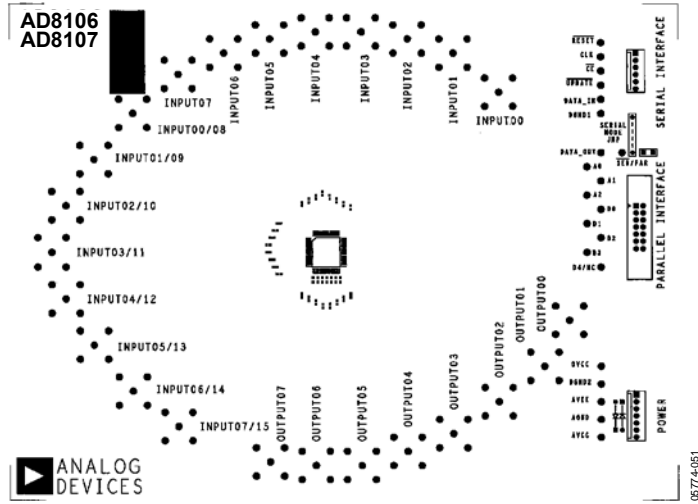 AD8106
AD8107
INPUT07
INPUT06
INPUT05
INPUT04
INPUT03
INPUT02
INPUT01
INPUT00
INPUT00/08
INPUT01/09
INPUT02/10
INPUT03/11
INPUT04/12
INPUT05/13
INPUT06/14
INPUT07/15
OUTPUT07
OUTPUT06
OUTPUT05
OUTPUT04
OUTPUT03
OUTPUT02
OUTPUT01
OUTPUT00
RESET
CLK
CE
UPDATE
DATA_IN
DGND1
SERIAL INTERFACE
SERIAL
MODE
JMP
DATA_OUT
SER/PAR
A0
A1
A2
D0
D1
D2
D3
D4/NC
PARALLEL INTERFACE
DVCC
DGND2
AVEE
AGND
AVCC
POWER
ANALOG
DEVICES
05774-051